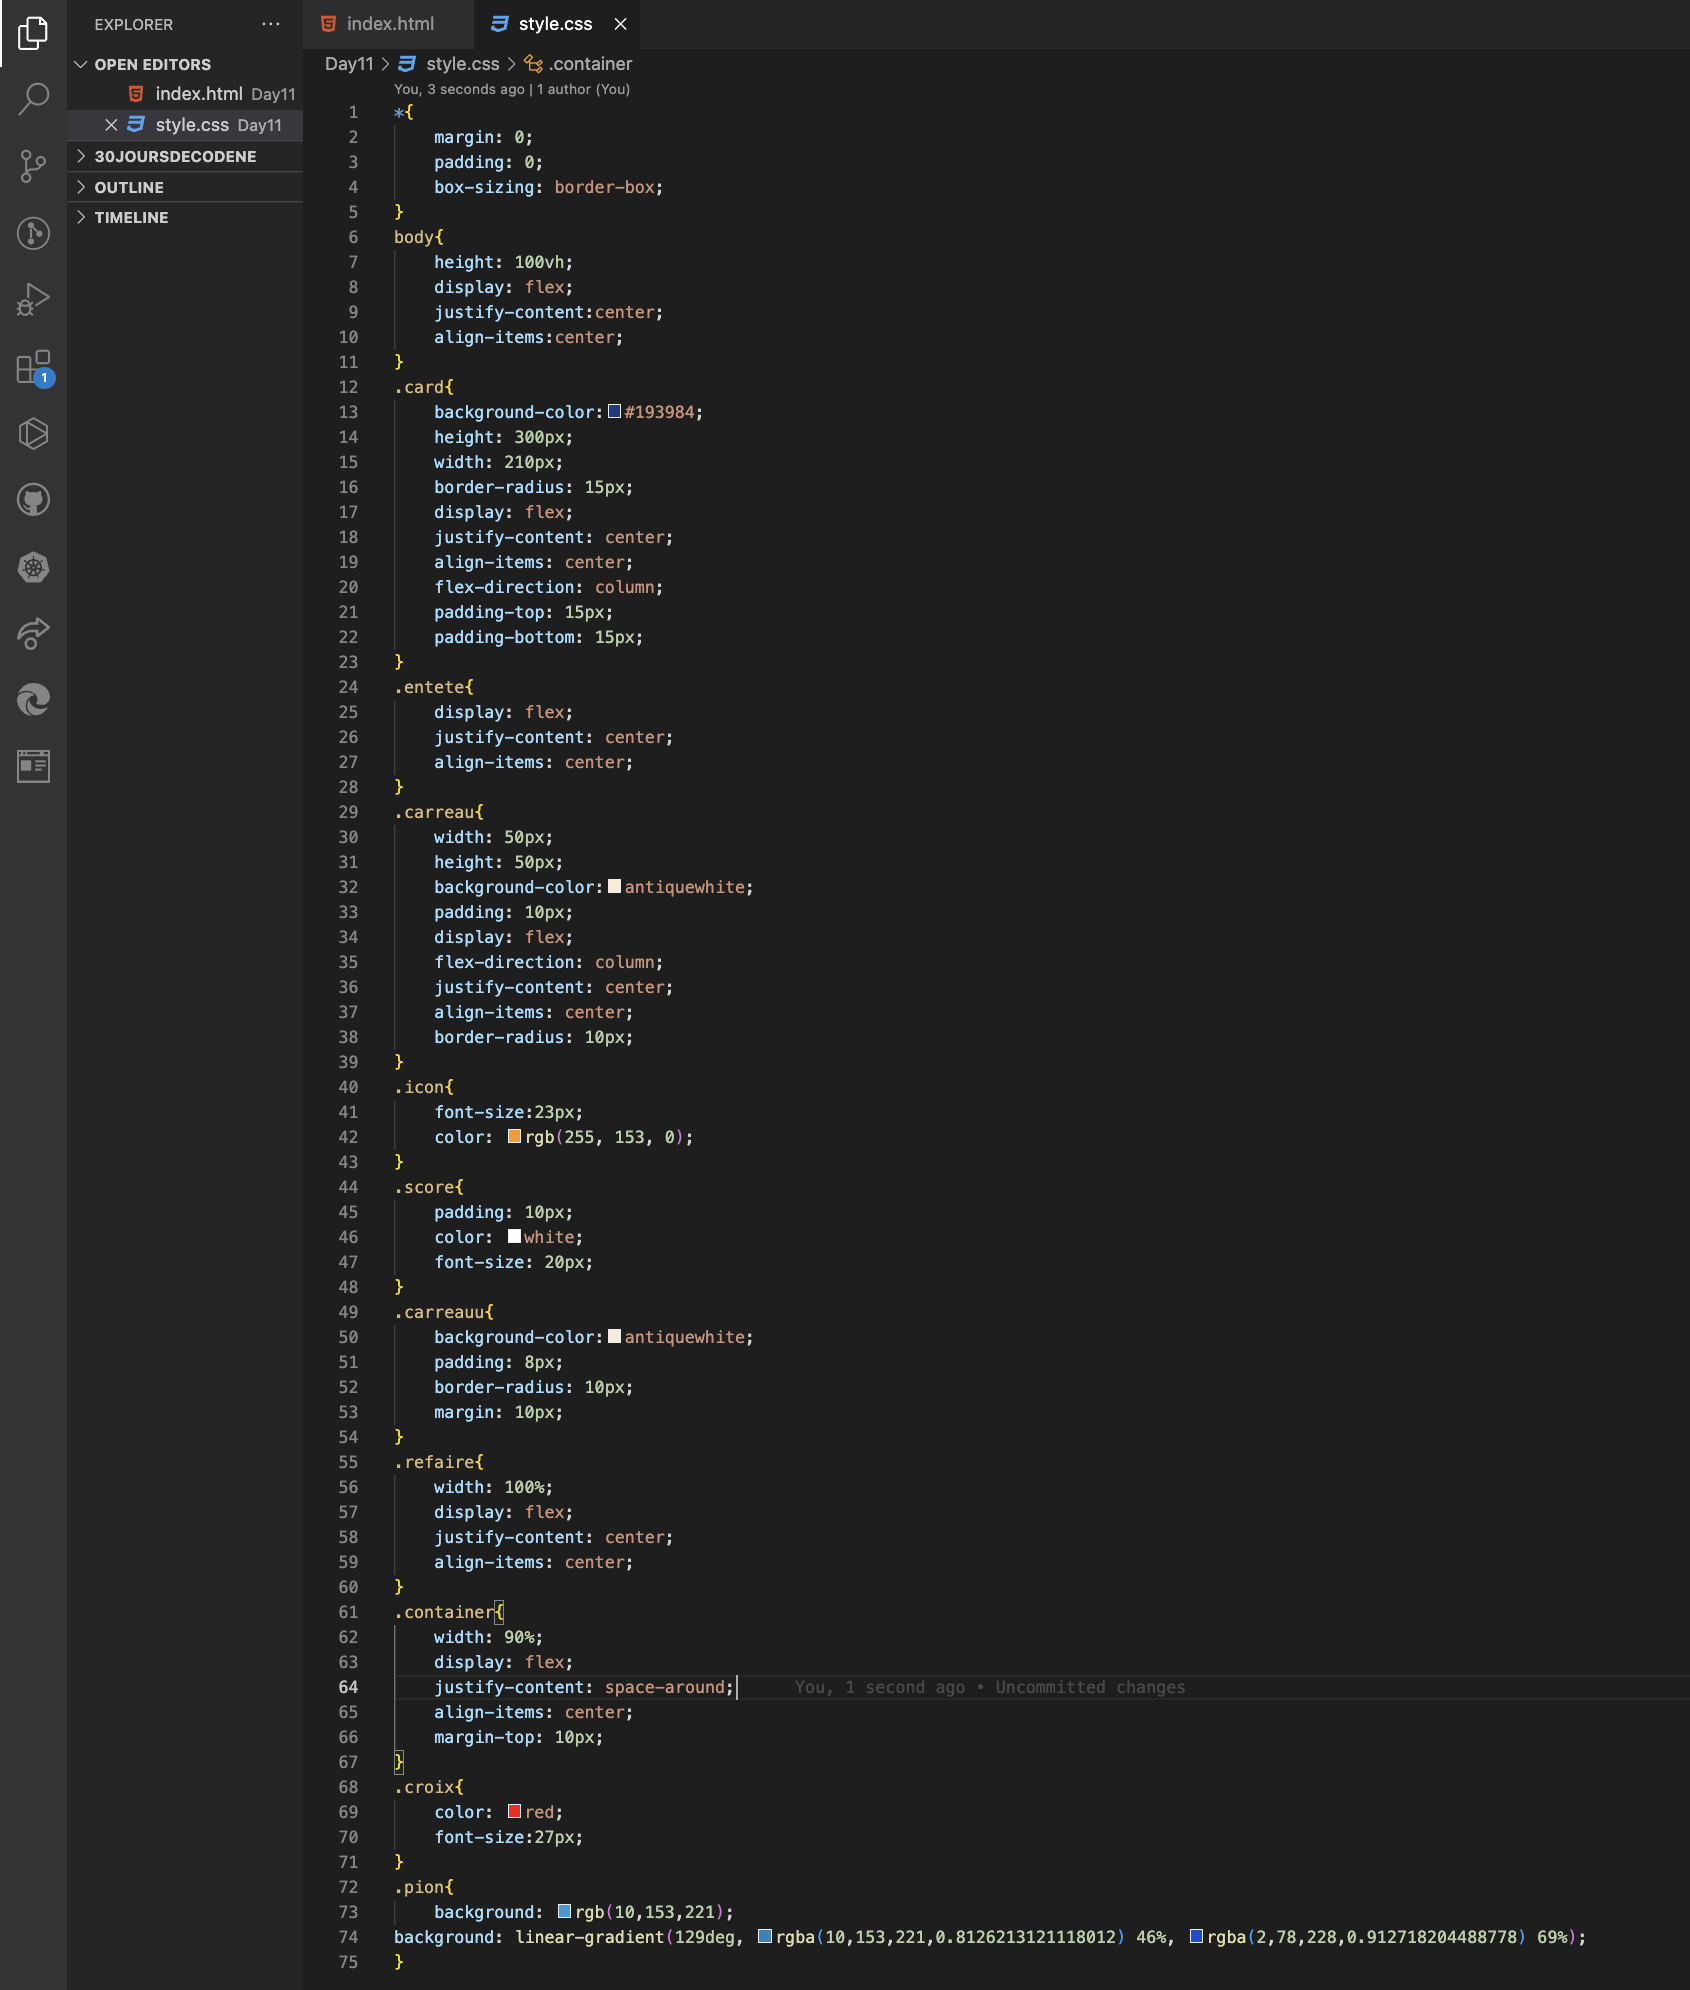 EXPLORER ···
OPEN EDITORS
index.html Day11
style.css Day11
30JOURSDECODENE
OUTLINE
TIMELINE
1
index.html style.css
Day11 > style.css > .container
You, 3 seconds ago | 1 author (You)
1 *{
2 margin: 0;
3 padding: 0;
4 box-sizing: border-box;
5 }
6 body{
7 height: 100vh;
8 display: flex;
9 justify-content:center;
10 align-items:center;
11 }
12 .card{
13 background-color: #193984;
14 height: 300px;
15 width: 210px;
16 border-radius: 15px;
17 display: flex;
18 justify-content: center;
19 align-items: center;
20 flex-direction: column;
21 padding-top: 15px;
22 padding-bottom: 15px;
23 }
24 .entete{
25 display: flex;
26 justify-content: center;
27 align-items: center;
28 }
29 .carreau{
30 width: 50px;
31 height: 50px;
32 background-color: antiquewhite;
33 padding: 10px;
34 display: flex;
35 flex-direction: column;
36 justify-content: center;
37 align-items: center;
38 border-radius: 10px;
39 }
40 .icon{
41 font-size:23px;
42 color: rgb(255, 153, 0);
43 }
44 .score{
45 padding: 10px;
46 color: white;
47 font-size: 20px;
48 }
49 .carreauu{
50 background-color: antiquewhite;
51 padding: 8px;
52 border-radius: 10px;
53 margin: 10px;
54 }
55 .refaire{
56 width: 100%;
57 display: flex;
58 justify-content: center;
59 align-items: center;
60 }
61 .container{
62 width: 90%;
63 display: flex;
64 justify-content: space-around; You, 1 second ago • Uncommitted changes
65 align-items: center;
66 margin-top: 10px;
67 }
68 .croix{
69 color: red;
70 font-size:27px;
71 }
72 .pion{
73 background: rgb(10,153,221);
74 background: linear-gradient(129deg, rgba(10,153,221,0.8126213121118012) 46%, rgba(2,78,228,0.912718204488778) 69%);
75 }